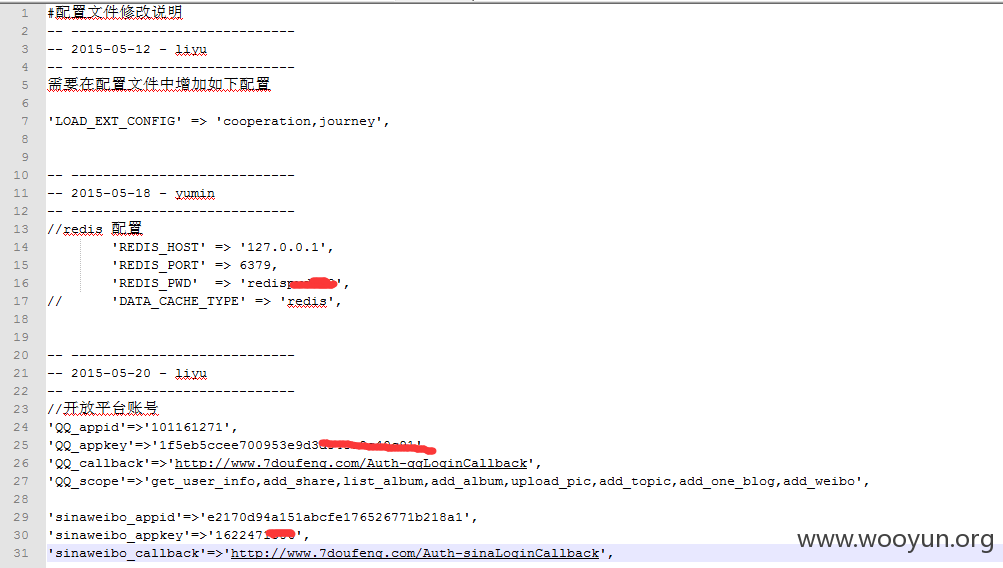 1 #配置文件修改说明
2 -- ----------------------------
3 -- 2015-05-12 - liyu
4 -- ----------------------------
5 需要在配置文件中增加如下配置
6
7 'LOAD_EXT_CONFIG' => 'cooperation,journey',
8
9
10 -- ----------------------------
11 -- 2015-05-18 - yumin
12 -- ----------------------------
13 //redis 配置
14 'REDIS_HOST' => '127.0.0.1',
15 'REDIS_PORT' => 6379,
16 'REDIS_PWD' => ',
17 // 'DATA_CACHE_TYPE' => 'redis',
18
19
20 -- ----------------------------
21 -- 2015-05-20 - liyu
22 -- ----------------------------
23 //开放平台账号
24 'QQ_appid'=>'101161271',
25 'QQ_appkey'=>
26 'QQ_callback'=>'http://www.7doufeng.com/Auth-qqLoginCallback',
27 'QQ_scope'=>'get_user_info,add_share,list_album,add_album,upload_pic,add_topic,add_one_blog,add_weibo',
28
29 'sinaweibo_appid'=>'e2170d94a151abcfe176526771b218a1',
30 'sinaweibo_appkey'=> ',
31 'sinaweibo_callback'=>'http://www.7doufeng.com/Auth-sinaLoginCallback',
www.wooyun.org